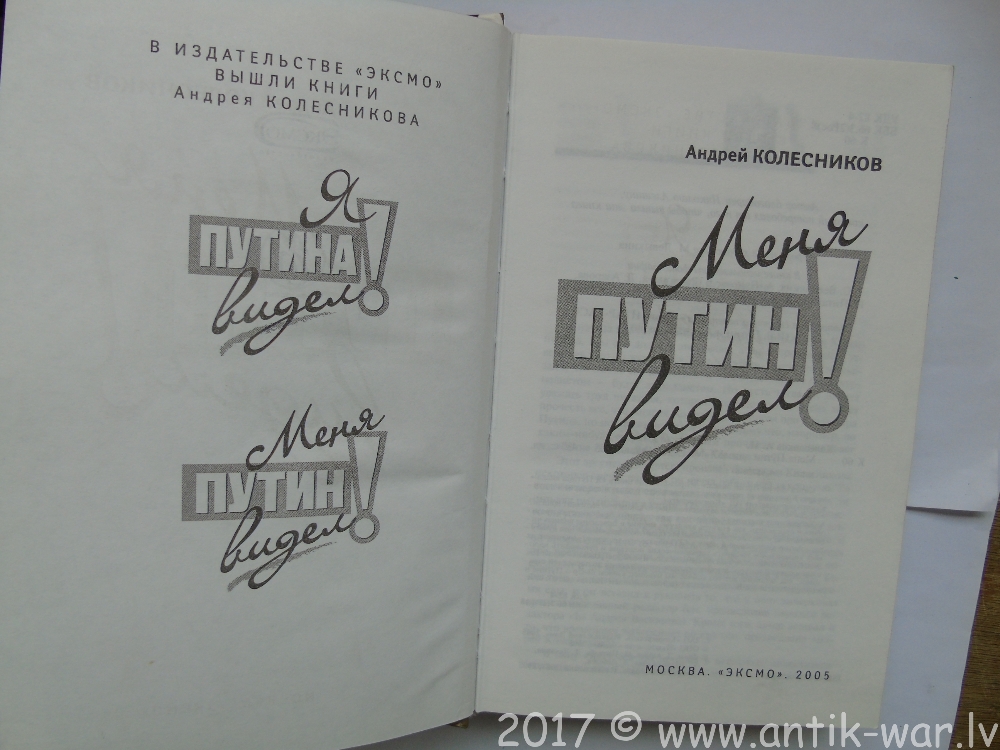 В ИЗДАТЕЛЬСТВЕ «ЭКСМО»
ВЫШЛИ КНИГИ
Андрея КОЛЕСНИКОВА
Я
ПУТИНА
видел!
Меня
ПУТИН
видел!
Андрей КОЛЕСНИКОВ
Меня
ПУТИН
видел!
МОСКВА. «ЭКСМО». 2005
2017 © www.antik-war.lv